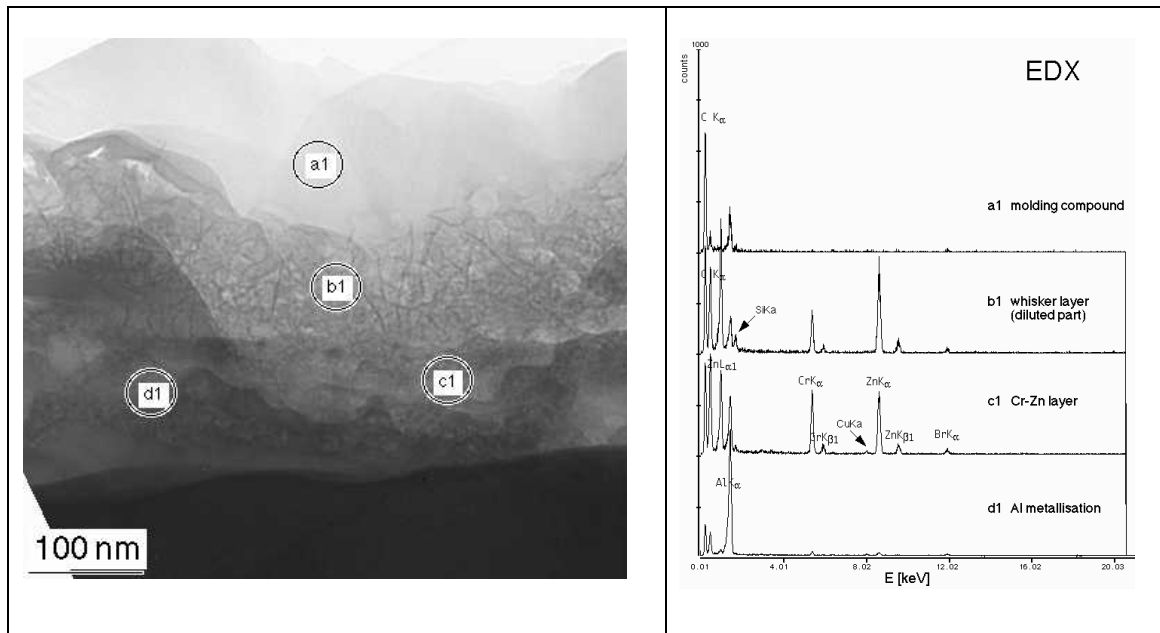 a1
b1
c1
d1
100 nm
1000
counts
EDX
C Kα
a1 molding compound
O Kα
b1 whisker layer
(diluted part)
SiKa
ZnLα1
CrKα
ZnKα
c1 Cr-Zn layer
CuKa
CrKβ1
ZnKβ1
BrKα
AlKα
d1 Al metallisation
0.01
4.01
8.02
12.02
16.02
20.03
E [keV]